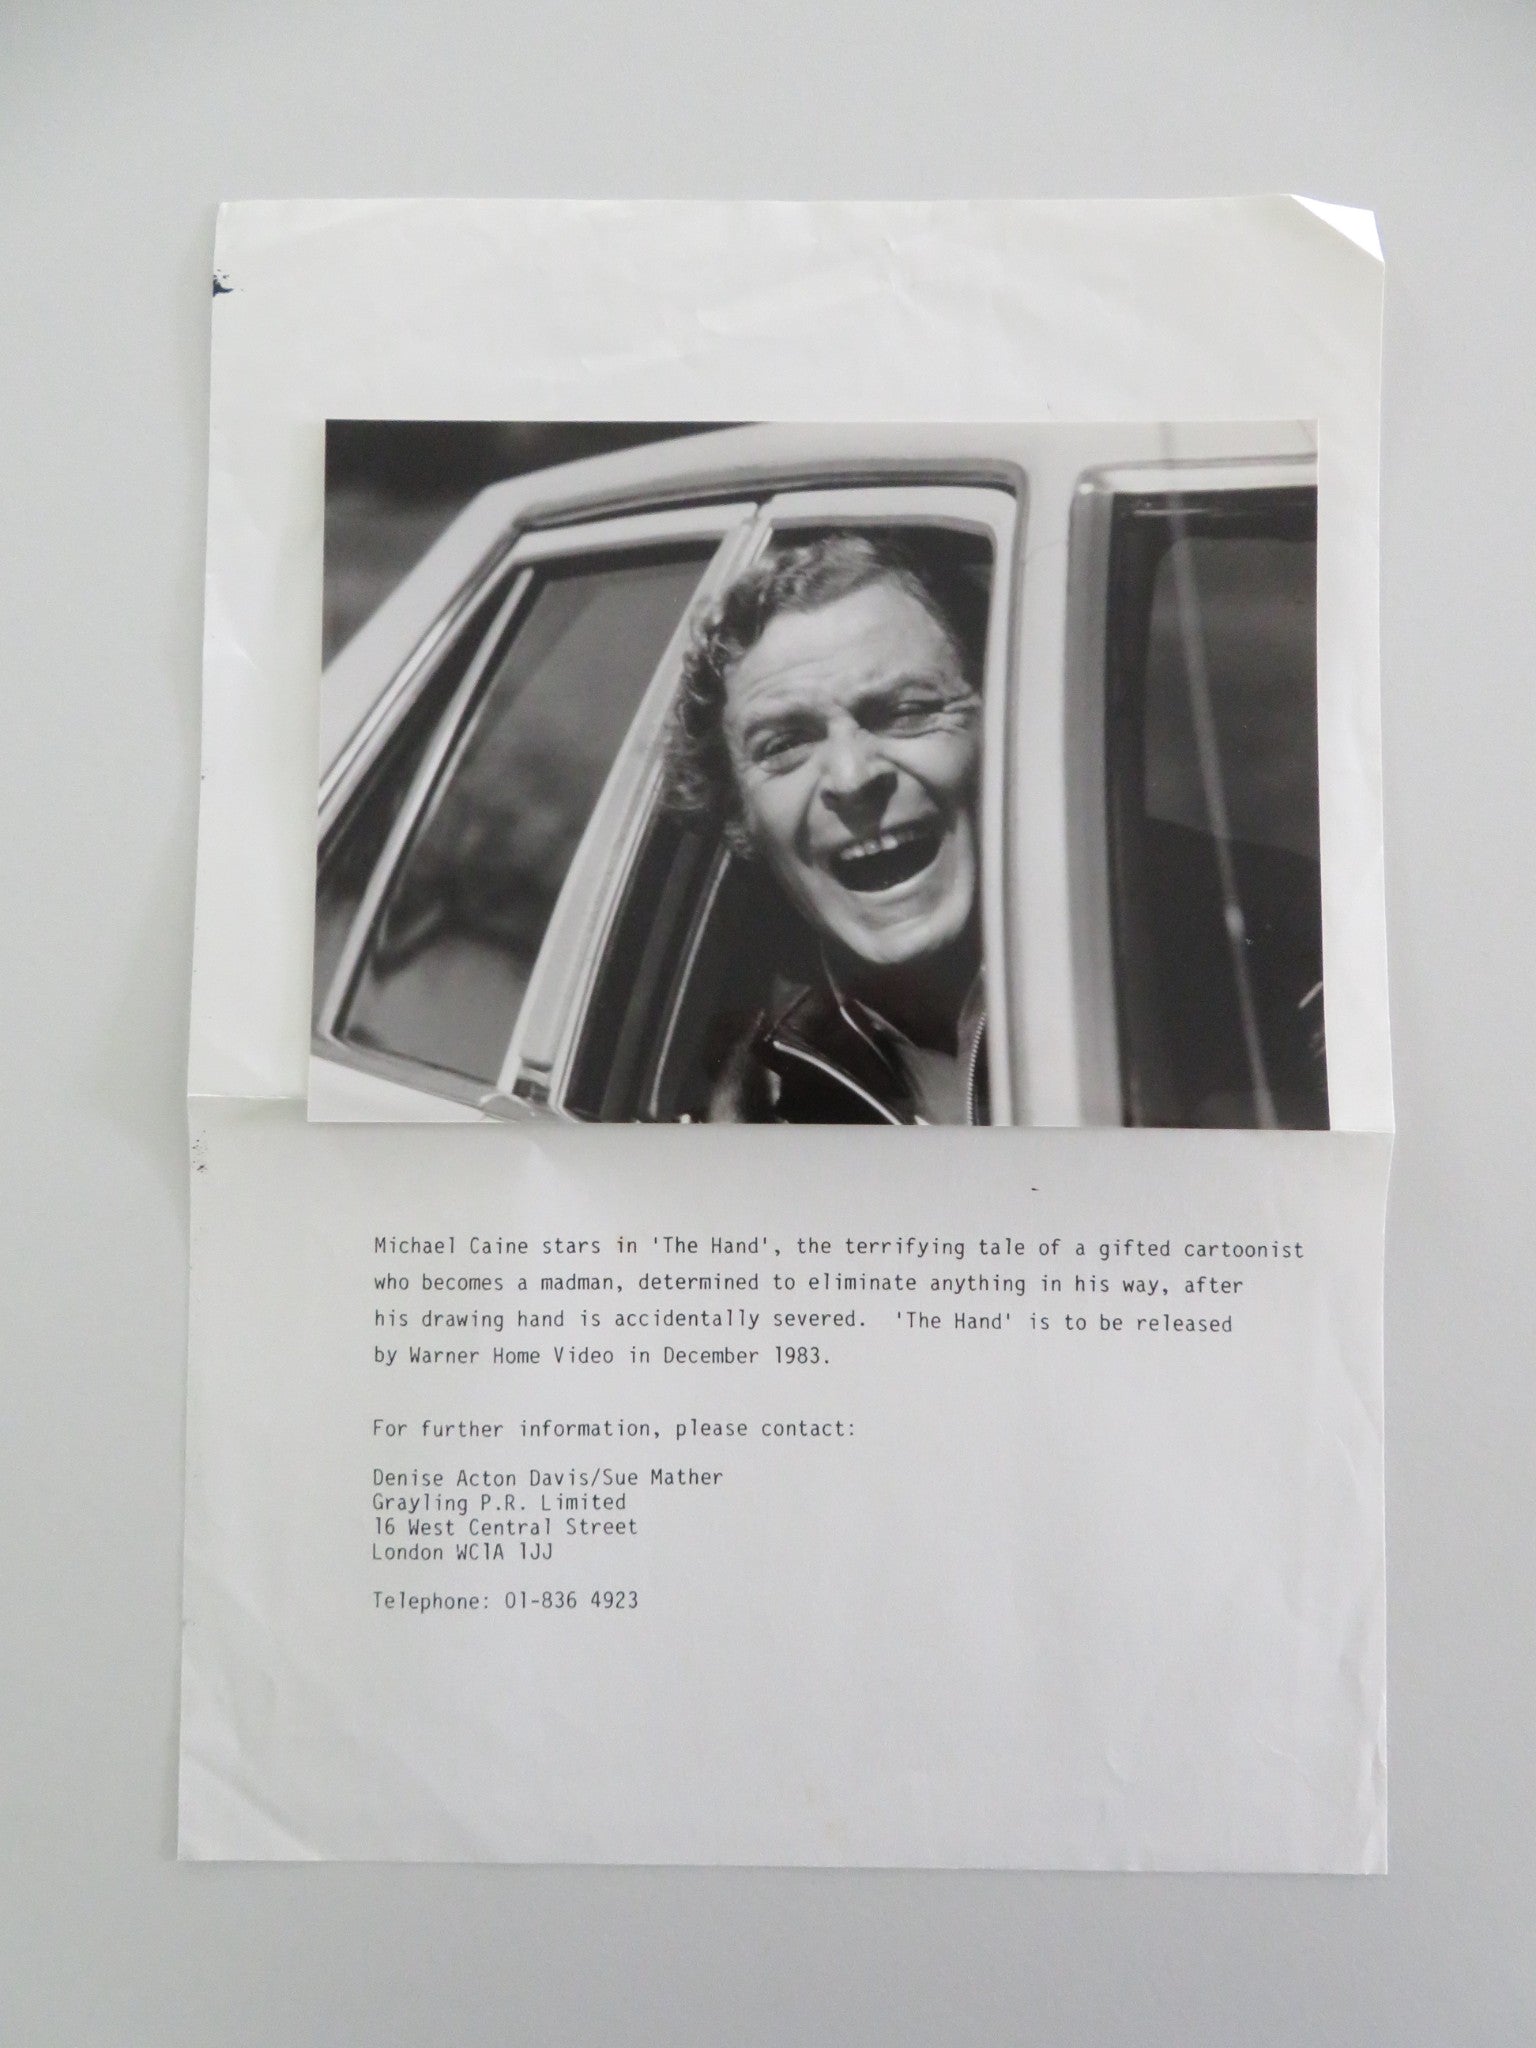 Michael Caine stars in 'The Hand', the terrifying tale of a gifted cartoonist
who becomes a madman, determined to eliminate anything in his way, after
his drawing hand is accidentally severed. 'The Hand' is to be released
by Warner Home Video in December 1983.
For further information, please contact:
Denise Acton Davis/Sue Mather
Grayling P.R. Limited
16 West Central Street
London WC1A 1JJ
Telephone: 01-836 4923